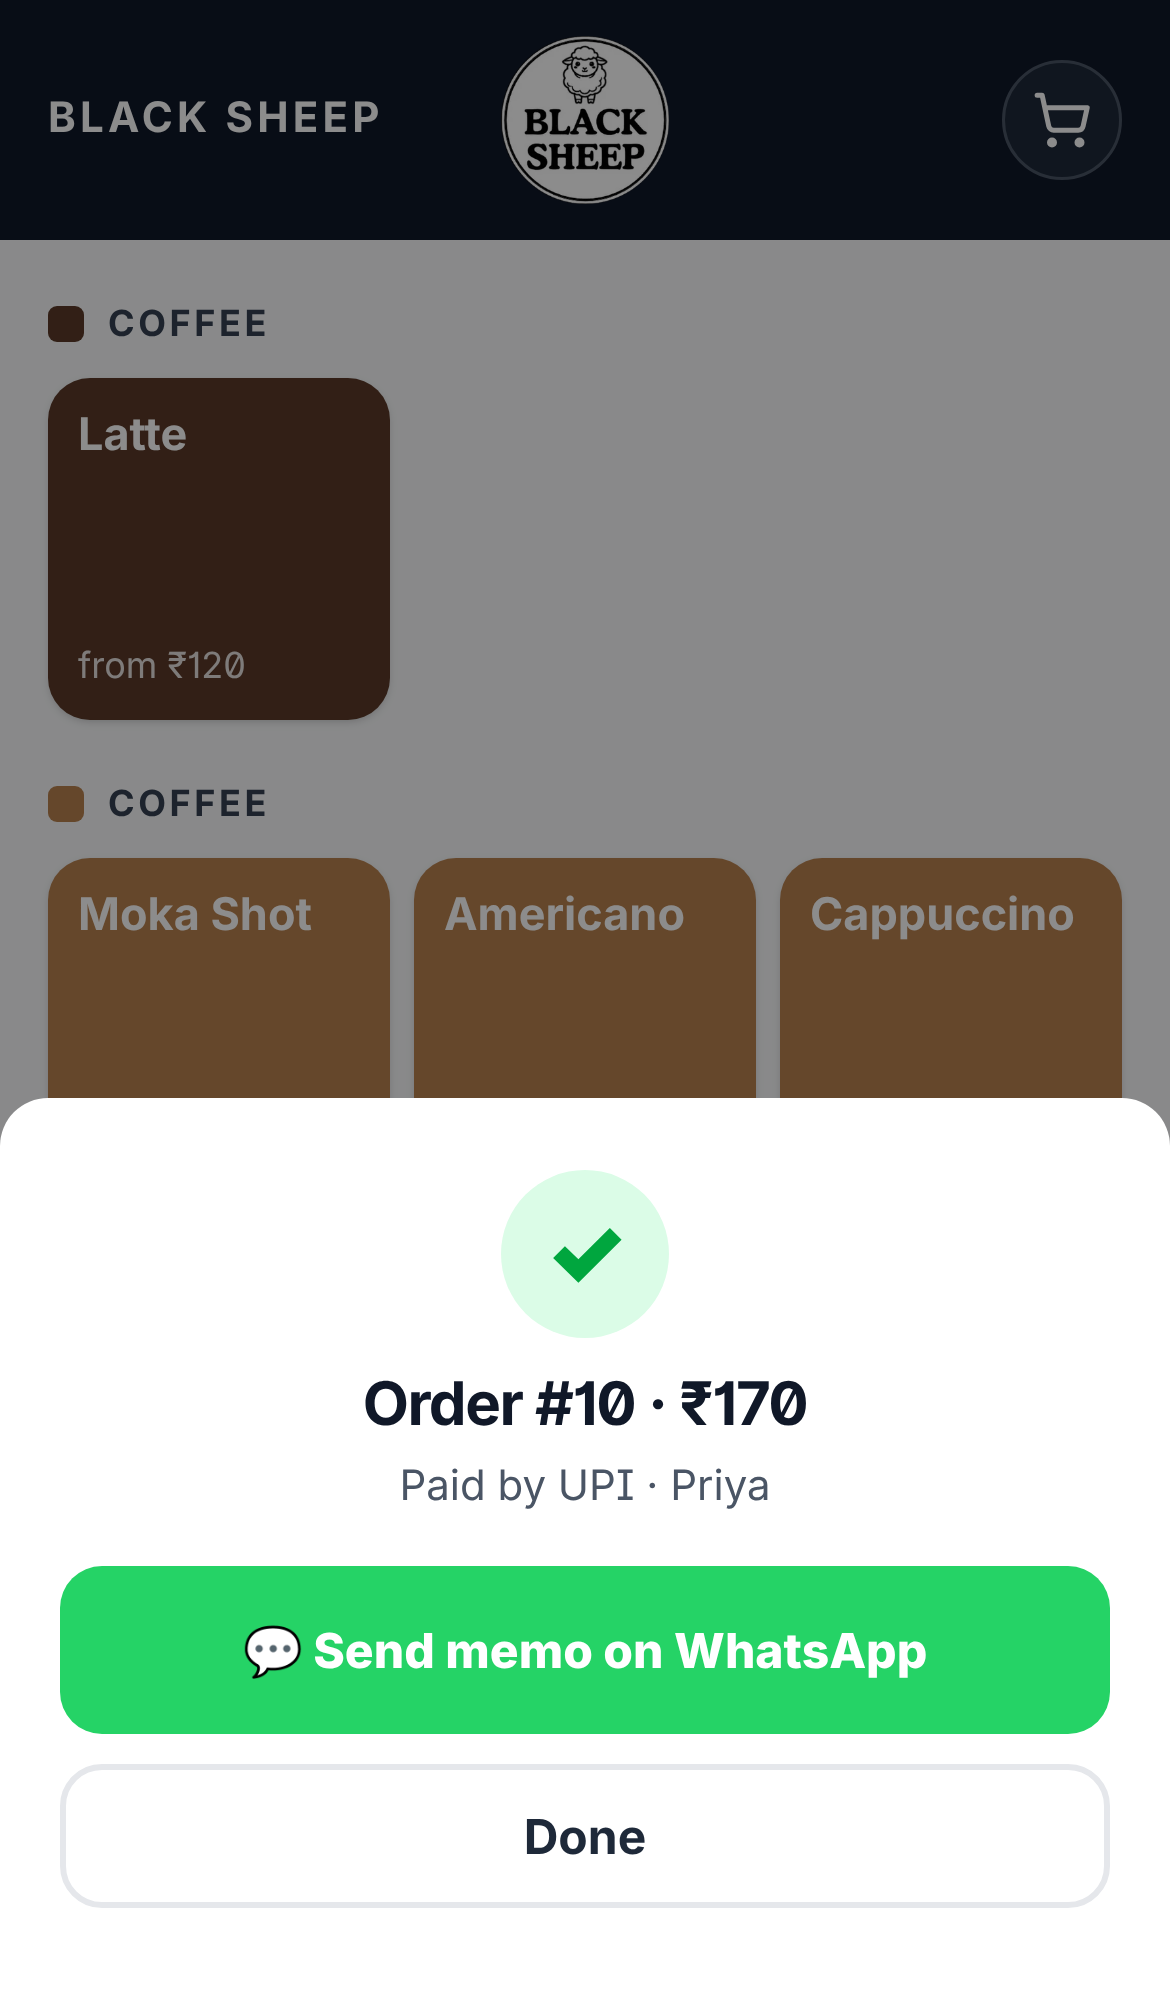 BLACK SHEEP
BLACK
SHEEP
COFFEE
Latte
from ₹120
COFFEE
Moka Shot
Americano
Cappuccino
Order #10 · ₹170
Paid by UPI · Priya
💬 Send memo on WhatsApp
Done